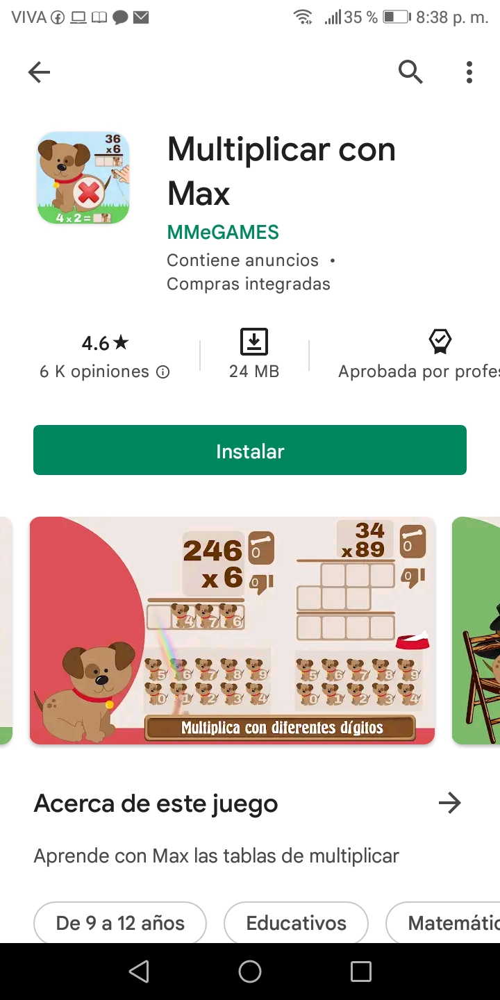 VIVA 35 % 8:38 p. m.
36
x6
4 x 2 =
Multiplicar con
Max
MMeGAMES
Contiene anuncios •
Compras integradas
4.6★
6 K opiniones
24 MB
Aprobada por profes
Instalar
246
x 6
0
0
4 7 6
34
x 89
0
0
5 6 7 8 9
0 1 2 3 4
5 6 7 8 9
0 1 2 3 4
Multiplica con diferentes dígitos
Acerca de este juego
Aprende con Max las tablas de multiplicar
De 9 a 12 años
Educativos
Matemátic